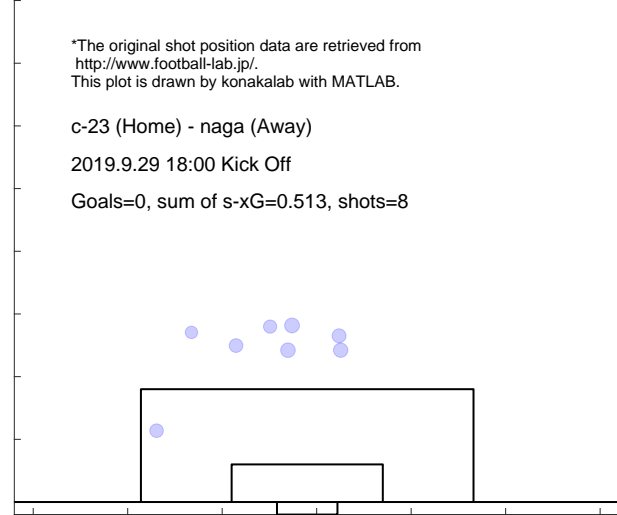 *The original shot position data are retrieved from
http://www.football-lab.jp/.
This plot is drawn by konakalab with MATLAB.
c-23 (Home) - naga (Away)
2019.9.29 18:00 Kick Off
Goals=0, sum of s-xG=0.513, shots=8